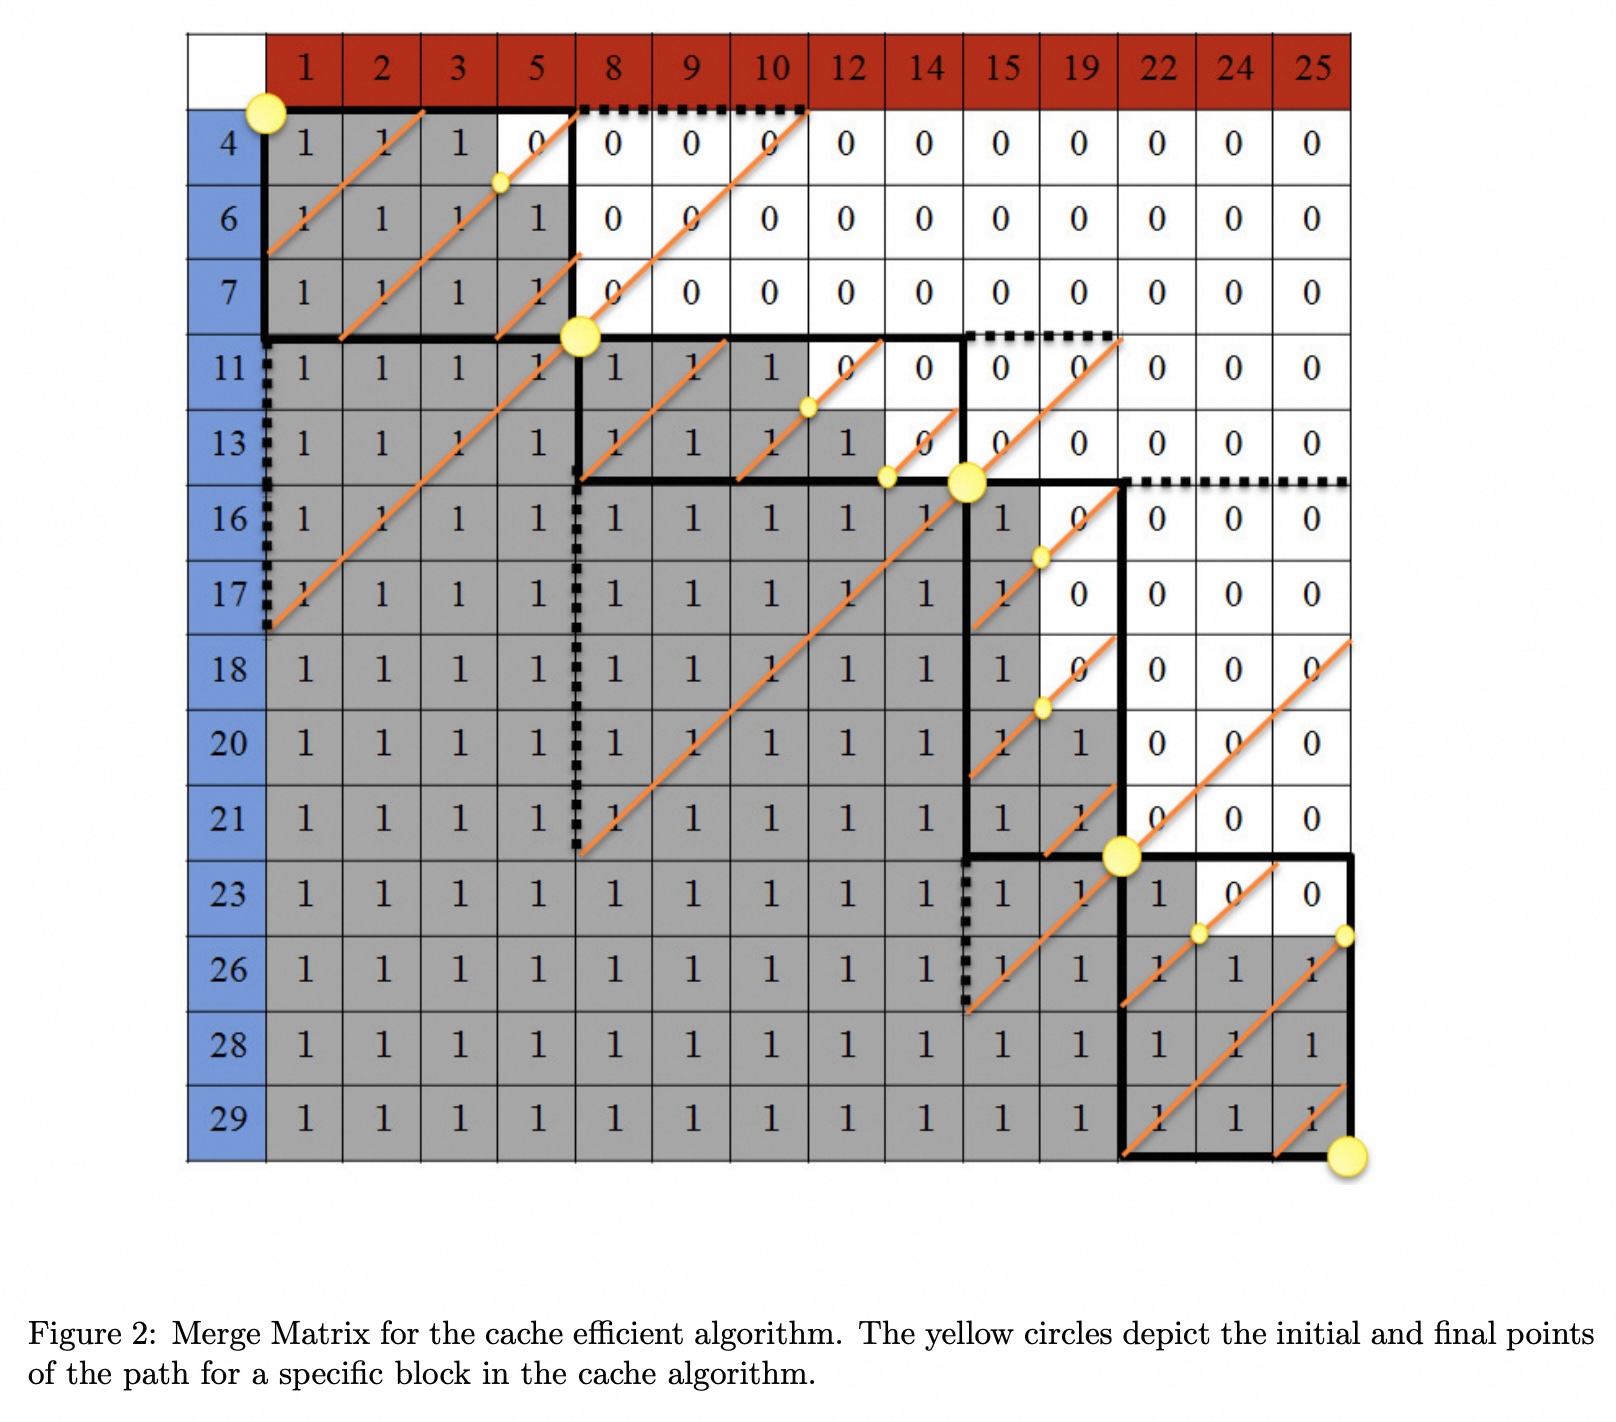 1 2 3 5 8 9 10 12 14 15 19 22 24 25
4 1 1 1 0 0 0 0 0 0 0 0 0 0 0
6 1 1 1 1 0 0 0 0 0 0 0 0 0 0
7 1 1 1 1 0 0 0 0 0 0 0 0 0 0
11 1 1 1 1 1 1 1 0 0 0 0 0 0 0
13 1 1 1 1 1 1 1 1 0 0 0 0 0 0
16 1 1 1 1 1 1 1 1 1 1 0 0 0 0
17 1 1 1 1 1 1 1 1 1 1 0 0 0 0
18 1 1 1 1 1 1 1 1 1 1 0 0 0 0
20 1 1 1 1 1 1 1 1 1 1 1 0 0 0
21 1 1 1 1 1 1 1 1 1 1 1 0 0 0
23 1 1 1 1 1 1 1 1 1 1 1 1 0 0
26 1 1 1 1 1 1 1 1 1 1 1 1 1 1
28 1 1 1 1 1 1 1 1 1 1 1 1 1 1
29 1 1 1 1 1 1 1 1 1 1 1 1 1 1
Figure 2: Merge Matrix for the cache efficient algorithm. The yellow circles depict the initial and final points
of the path for a specific block in the cache algorithm.